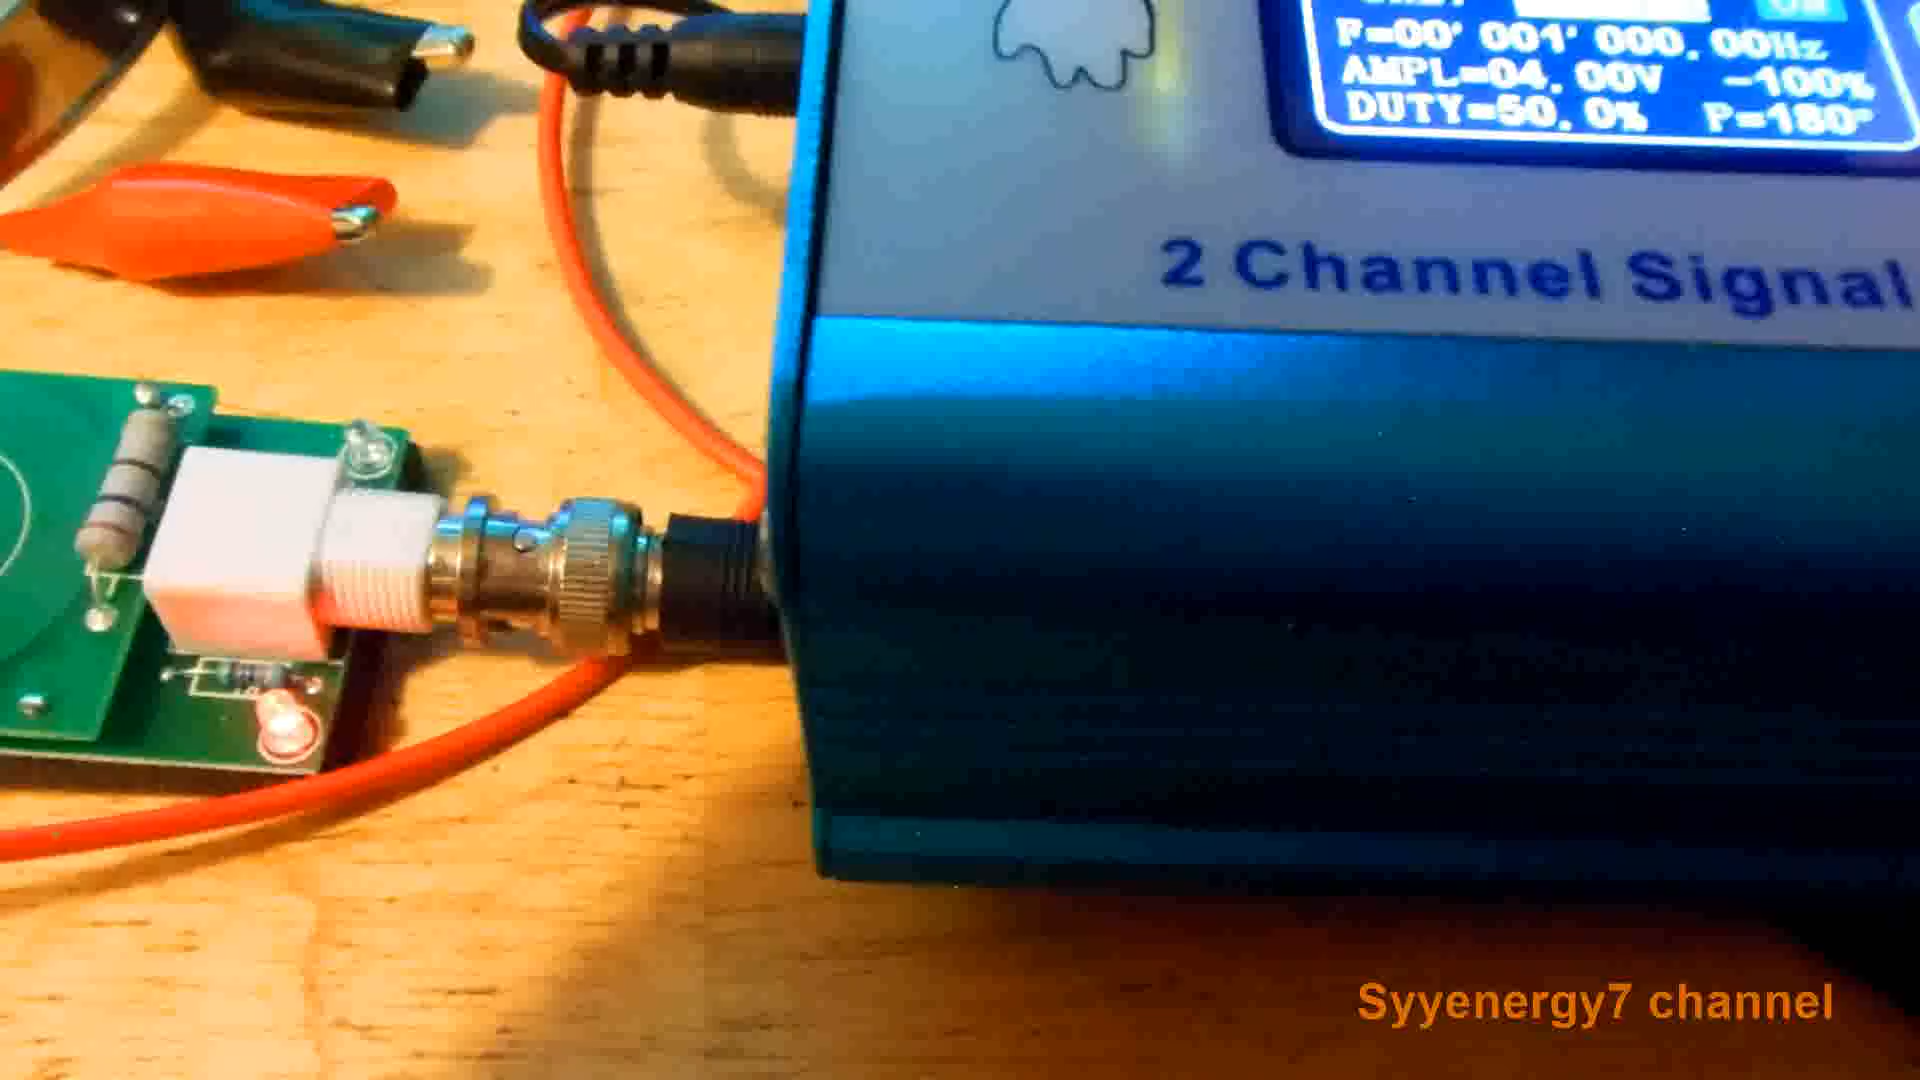 F=00' 001' 000. 00Hz
AMPL=04. 00V -100%
DUTY=50. 0% P=180°
2 Channel Signal
Syyenergy7 channel